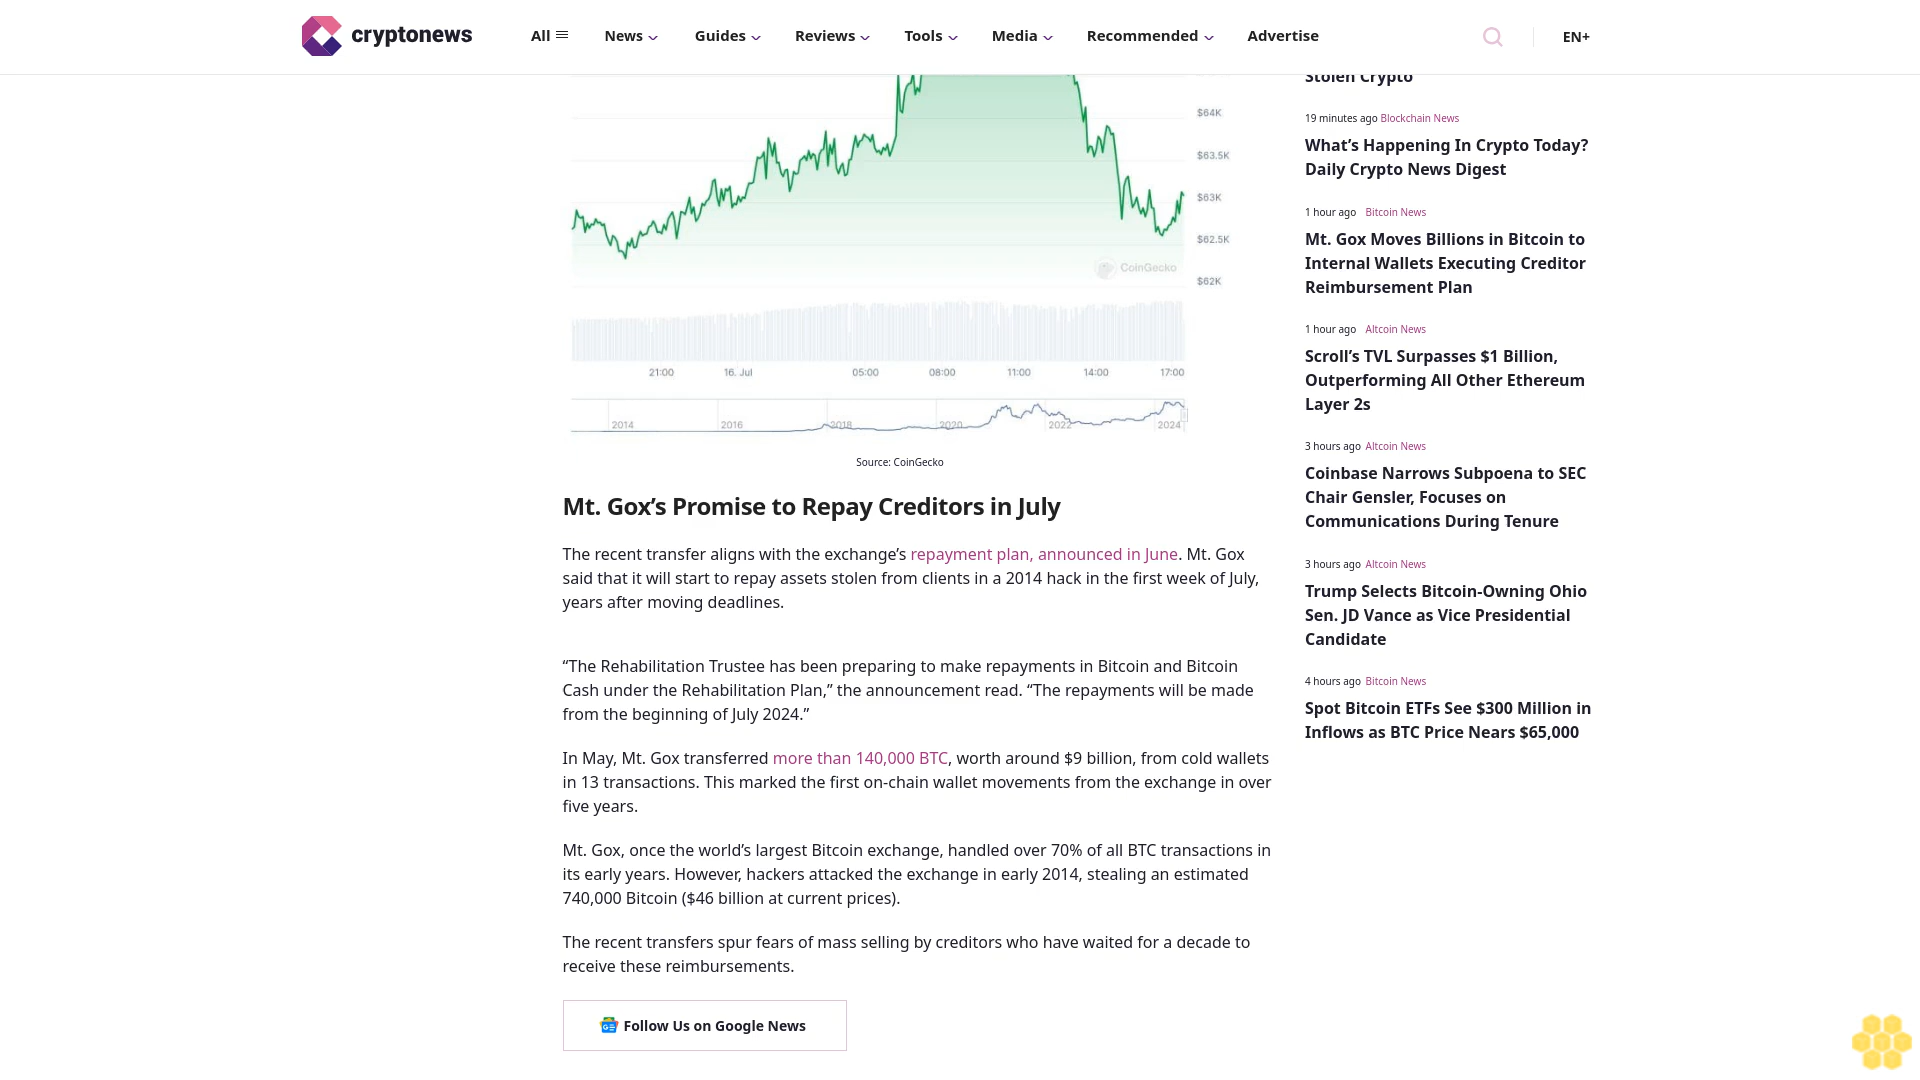 cryptonews
All
News
Guides
Reviews
Tools
Media
Recommended
Advertise
EN+
$64K
$63.5K
$63K
$62.5K
$62K
CoinGecko
21:00 16. Jul 05:00 08:00 11:00 14:00 17:00
2014 2016 2018 2020 2022 2024
Source: CoinGecko
Mt. Gox’s Promise to Repay Creditors in July
The recent transfer aligns with the exchange’s repayment plan, announced in June. Mt. Gox
said that it will start to repay assets stolen from clients in a 2014 hack in the first week of July,
years after moving deadlines.
“The Rehabilitation Trustee has been preparing to make repayments in Bitcoin and Bitcoin
Cash under the Rehabilitation Plan,” the announcement read. “The repayments will be made
from the beginning of July 2024.”
In May, Mt. Gox transferred more than 140,000 BTC, worth around $9 billion, from cold wallets
in 13 transactions. This marked the first on-chain wallet movements from the exchange in over
five years.
Mt. Gox, once the world’s largest Bitcoin exchange, handled over 70% of all BTC transactions in
its early years. However, hackers attacked the exchange in early 2014, stealing an estimated
740,000 Bitcoin ($46 billion at current prices).
The recent transfers spur fears of mass selling by creditors who have waited for a decade to
receive these reimbursements.
Follow Us on Google News
Stolen Crypto
19 minutes ago Blockchain News
What’s Happening In Crypto Today?
Daily Crypto News Digest
1 hour ago Bitcoin News
Mt. Gox Moves Billions in Bitcoin to
Internal Wallets Executing Creditor
Reimbursement Plan
1 hour ago Altcoin News
Scroll’s TVL Surpasses $1 Billion,
Outperforming All Other Ethereum
Layer 2s
3 hours ago Altcoin News
Coinbase Narrows Subpoena to SEC
Chair Gensler, Focuses on
Communications During Tenure
3 hours ago Altcoin News
Trump Selects Bitcoin-Owning Ohio
Sen. JD Vance as Vice Presidential
Candidate
4 hours ago Bitcoin News
Spot Bitcoin ETFs See $300 Million in
Inflows as BTC Price Nears $65,000